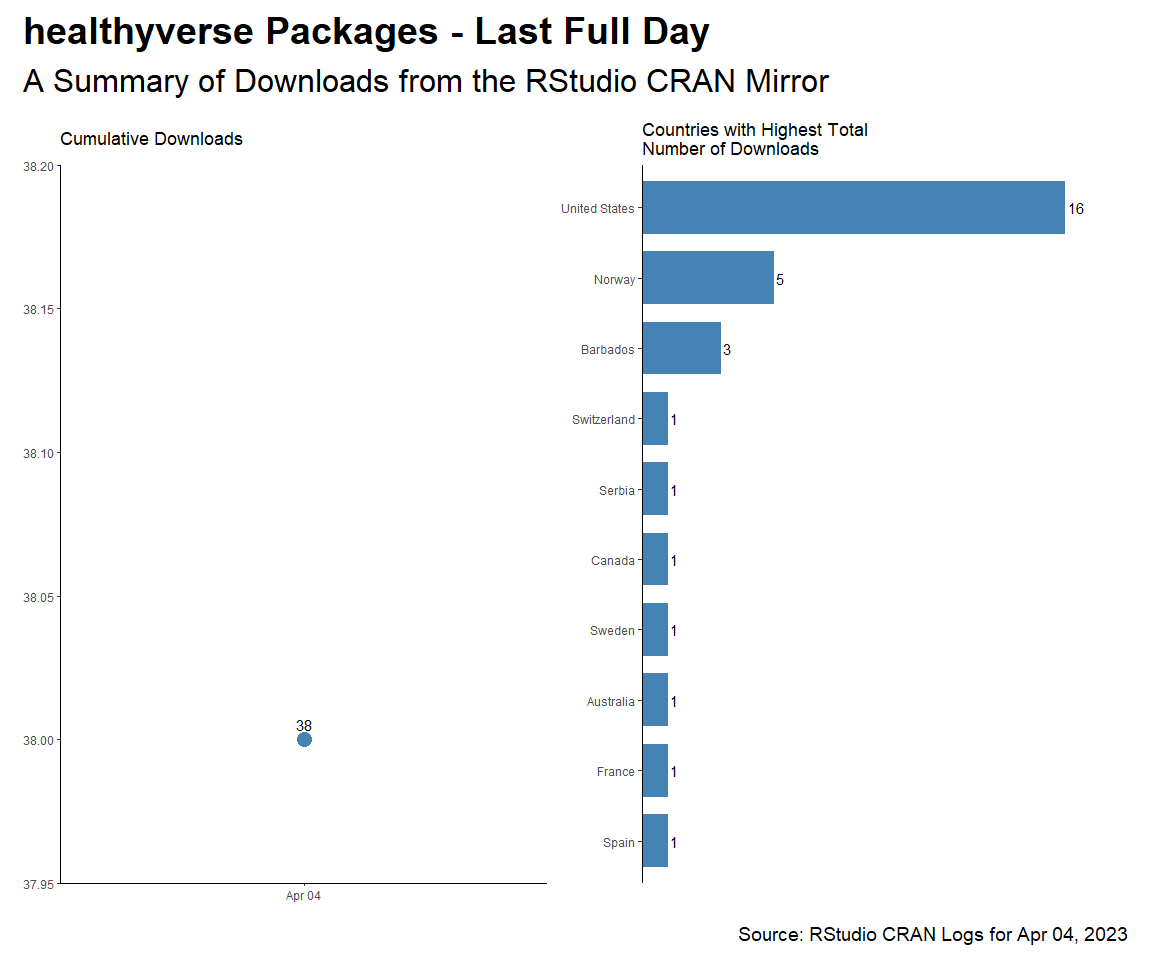 healthyverse Packages - Last Full Day
A Summary of Downloads from the RStudio CRAN Mirror
Cumulative Downloads
38.20
38.15
38.10
38.05
38.00
37.95
38
Apr 04
Countries with Highest Total
Number of Downloads
United States 16
Norway 5
Barbados 3
Switzerland 1
Serbia 1
Canada 1
Sweden 1
Australia 1
France 1
Spain 1
Source: RStudio CRAN Logs for Apr 04, 2023